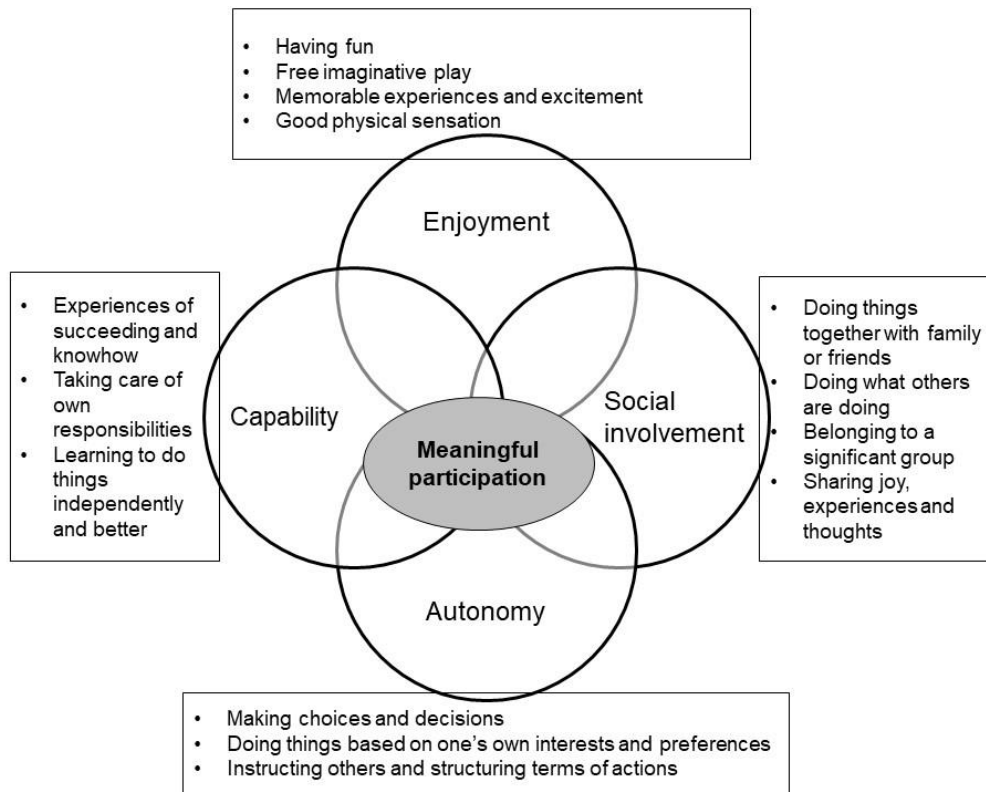 • Having fun
• Free imaginative play
• Memorable experiences and excitement
• Good physical sensation
Enjoyment
• Experiences of
succeeding and
knowhow
• Taking care of
own
responsibilities
• Learning to do
things
independently
and better
Capability
Meaningful
participation
Social
involvement
• Doing things
together with family
or friends
• Doing what others
are doing
• Belonging to a
significant group
• Sharing joy,
experiences and
thoughts
Autonomy
• Making choices and decisions
• Doing things based on one’s own interests and preferences
• Instructing others and structuring terms of actions